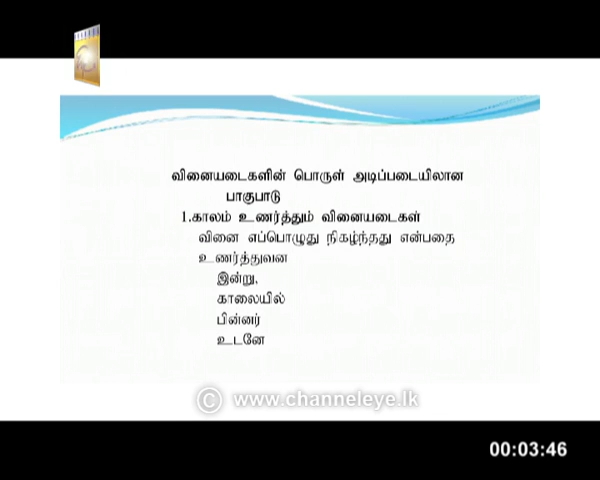 வினையடைகளின் பொருள் அடிப்படையிலான
பாகுபாடு
1.காலம் உணர்த்தும் வினையடைகள்
வினை எப்பொழுது நிகழ்ந்தது என்பதை
உணர்த்துவன
இன்று,
காலையில்
பின்னர்
உடனே
© www.channeleye.lk
00:03:46